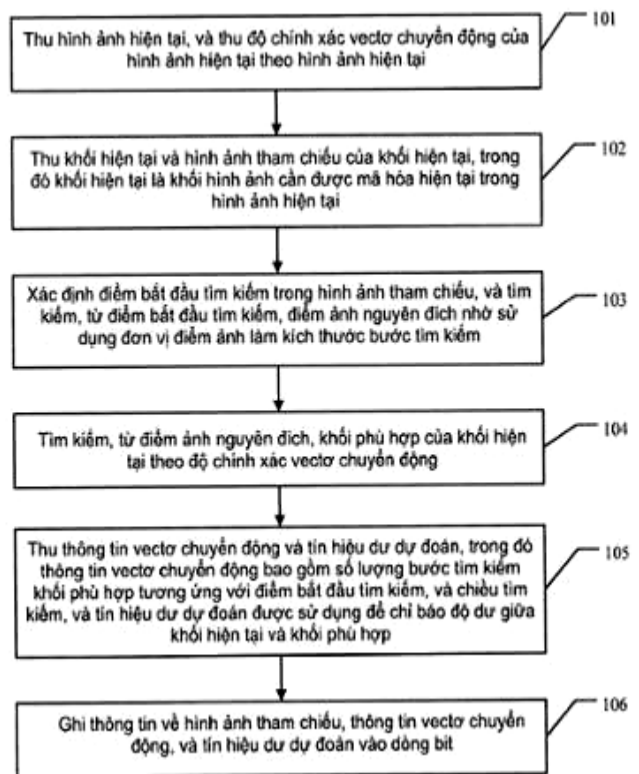 101
Thu hình ảnh hiện tại, và thu độ chính xác vectơ chuyển động của
hình ảnh hiện tại theo hình ảnh hiện tại
102
Thu khối hiện tại và hình ảnh tham chiếu của khối hiện tại, trong
đó khối hiện tại là khối hình ảnh cần được mã hóa hiện tại trong
hình ảnh hiện tại
103
Xác định điểm bắt đầu tìm kiếm trong hình ảnh tham chiếu, và tìm
kiếm, từ điểm bắt đầu tìm kiếm, điểm ảnh nguyên đích nhờ sử
dụng đơn vị điểm ảnh làm kích thước bước tìm kiếm
104
Tìm kiếm, từ điểm ảnh nguyên đích, khối phù hợp của khối hiện
tại theo độ chính xác vectơ chuyển động
105
Thu thông tin vectơ chuyển động và tín hiệu dư dự đoán, trong đó
thông tin vectơ chuyển động bao gồm số lượng bước tìm kiếm
khối phù hợp tương ứng với điểm bắt đầu tìm kiếm, và chiều tìm
kiếm, và tín hiệu dư dự đoán được sử dụng để chỉ báo độ dư giữa
khối hiện tại và khối phù hợp
106
Ghi thông tin về hình ảnh tham chiếu, thông tin vectơ chuyển
động, và tín hiệu dư dự đoán vào dòng bit